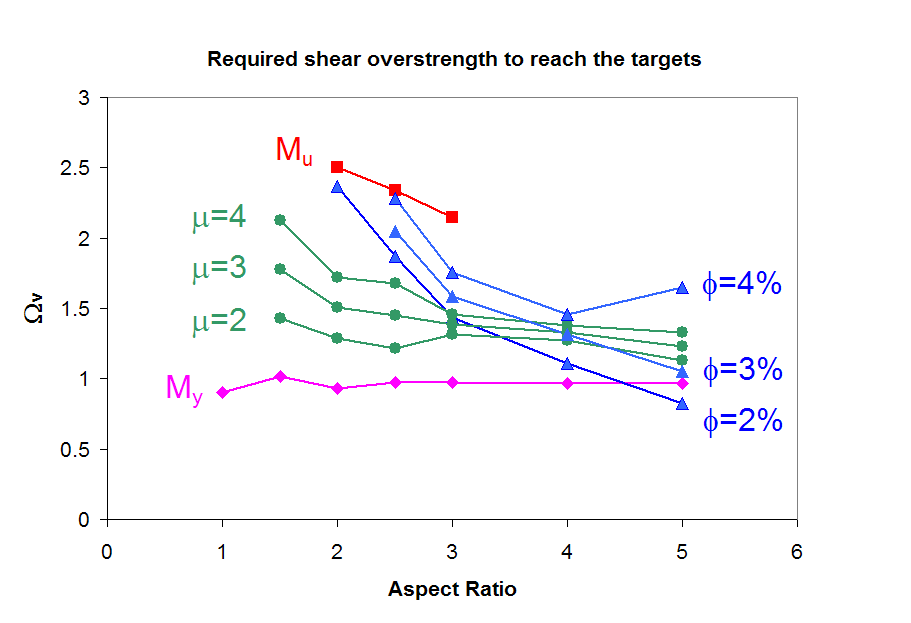 Required shear overstrength to reach the targets
3
2.5
2
1.5
1
0.5
0
Ωv
Mu
μ=4
μ=3
μ=2
My
ϕ=4%
ϕ=3%
ϕ=2%
0 1 2 3 4 5 6
Aspect Ratio